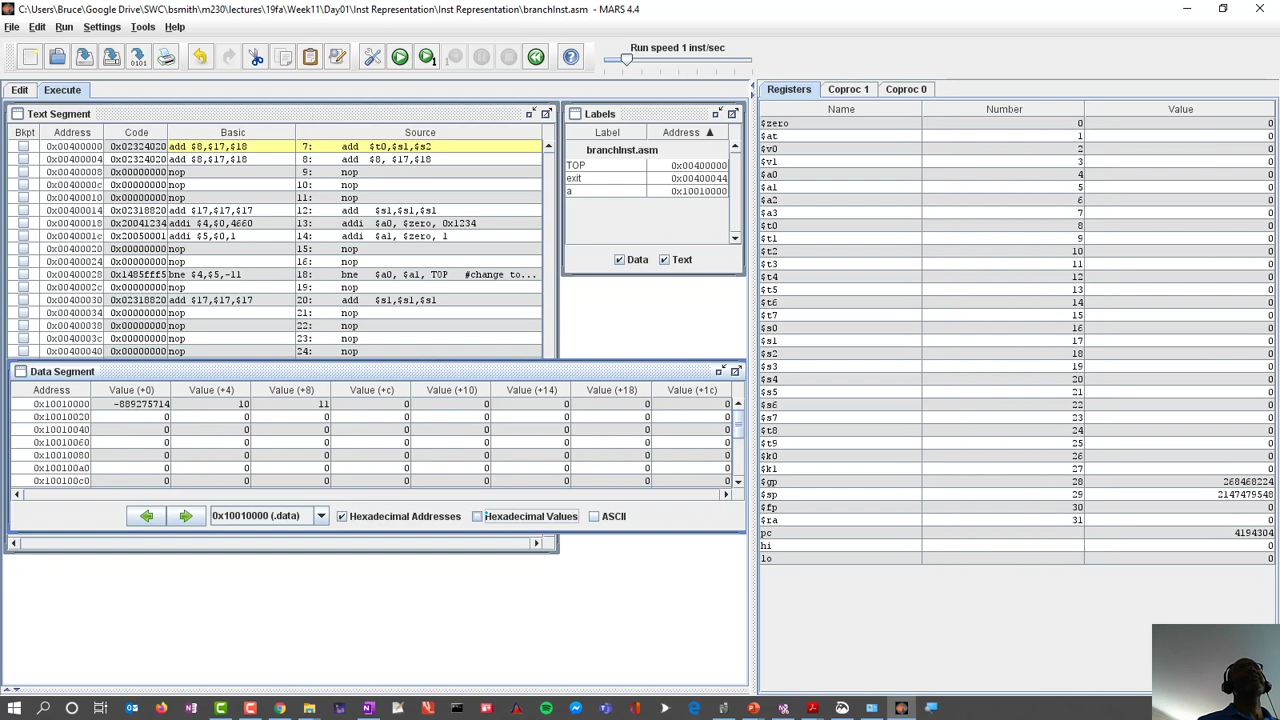 C:\Users\Bruce\Google Drive\SWC\bsmith\m230\lectures\19fa\Week11\Day01\Inst Representation\Inst Representation\branchInst.asm - MARS 4.4
File Edit Run Settings Tools Help
Run speed 1 inst/sec
Edit Execute
Text Segment
Bkpt Address Code Basic Source
0x00400000 0x02324020 add $8,$17,$18 7: add $t0,$s1,$s2
0x00400004 0x02324020 add $8,$17,$18 8: add $8, $17,$18
0x00400008 0x00000000 nop 9: nop
0x0040000c 0x00000000 nop 10: nop
0x00400010 0x00000000 nop 11: nop
0x00400014 0x02318820 add $17,$17,$17 12: add $s1,$s1,$s1
0x00400018 0x20041234 addi $4,$0,4660 13: addi $a0, $zero, 0x1234
0x0040001c 0x20050001 addi $5,$0,1 14: addi $a1, $zero, 1
0x00400020 0x00000000 nop 15: nop
0x00400024 0x00000000 nop 16: nop
0x00400028 0x1485fff5 bne $4,$5,-11 18: bne $a0, $a1, TOP #change to...
0x0040002c 0x00000000 nop 19: nop
0x00400030 0x02318820 add $17,$17,$17 20: add $s1,$s1,$s1
0x00400034 0x00000000 nop 21: nop
0x00400038 0x00000000 nop 22: nop
0x0040003c 0x00000000 nop 23: nop
0x00400040 0x00000000 nop 24: nop
Labels
Label Address ▲
branchInst.asm
TOP 0x00400000
exit 0x00400044
a 0x10010000
Data Text
Data Segment
Address Value (+0) Value (+4) Value (+8) Value (+c) Value (+10) Value (+14) Value (+18) Value (+1c)
0x10010000 -889275714 10 11 0 0 0 0 0
0x10010020 0 0 0 0 0 0 0 0
0x10010040 0 0 0 0 0 0 0 0
0x10010060 0 0 0 0 0 0 0 0
0x10010080 0 0 0 0 0 0 0 0
0x100100a0 0 0 0 0 0 0 0 0
0x100100c0 0 0 0 0 0 0 0 0
0x10010000 (.data) Hexadecimal Addresses Hexadecimal Values ASCII
Registers Coproc 1 Coproc 0
Name Number Value
$zero 0 0
$at 1 0
$v0 2 0
$v1 3 0
$a0 4 0
$a1 5 0
$a2 6 0
$a3 7 0
$t0 8 0
$t1 9 0
$t2 10 0
$t3 11 0
$t4 12 0
$t5 13 0
$t6 14 0
$t7 15 0
$s0 16 0
$s1 17 0
$s2 18 0
$s3 19 0
$s4 20 0
$s5 21 0
$s6 22 0
$s7 23 0
$t8 24 0
$t9 25 0
$k0 26 0
$k1 27 0
$gp 28 268468224
$sp 29 2147479548
$fp 30 0
$ra 31 0
pc 4194304
hi 0
lo 0